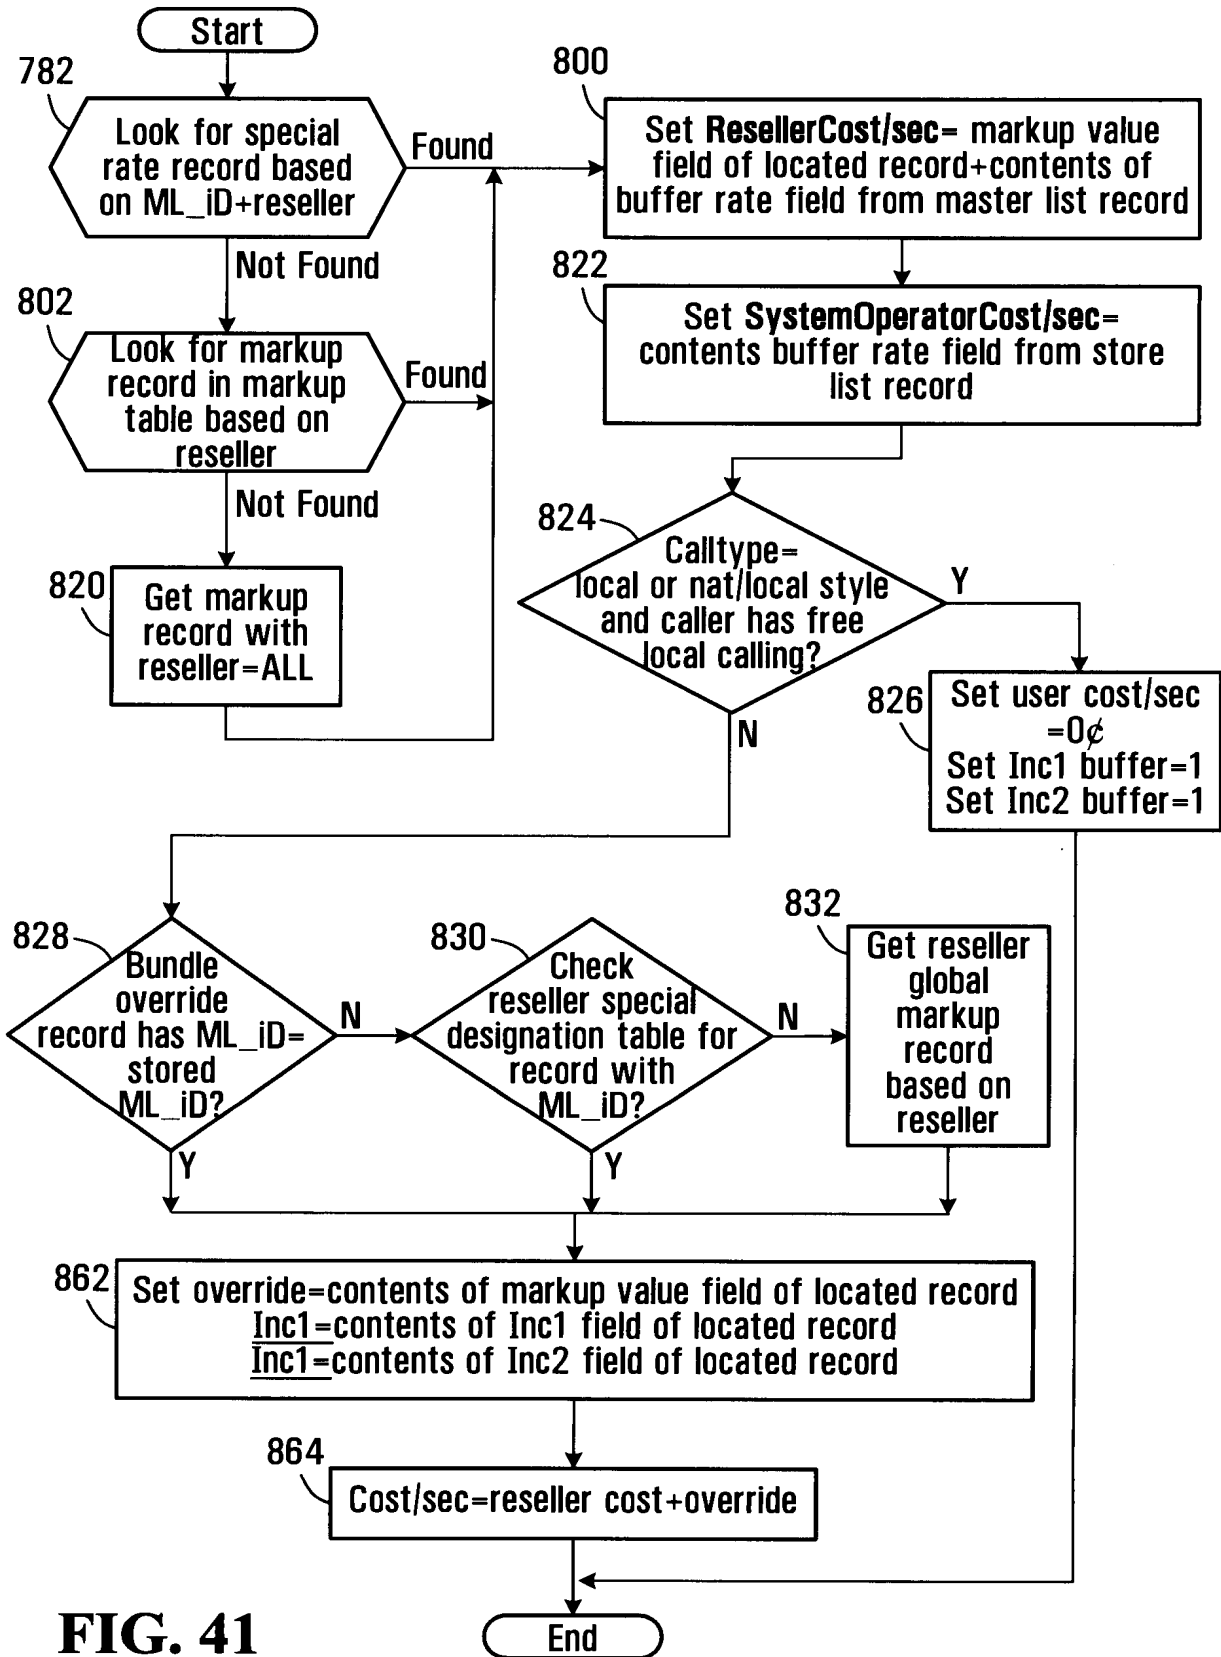 Start
782
Look for special
rate record based
on ML_iD+reseller
Found
Not Found
802
Look for markup
record in markup
table based on
reseller
Found
Not Found
820
Get markup
record with
reseller=ALL
800
Set ResellerCost/sec= markup value
field of located record+contents of
buffer rate field from master list record
822
Set SystemOperatorCost/sec=
contents buffer rate field from store
list record
824
Calltype=
local or nat/local style
and caller has free
local calling?
Y
N
826
Set user cost/sec
=0¢
Set Inc1 buffer=1
Set Inc2 buffer=1
828
Bundle
override
record has ML_iD=
stored
ML_iD?
N
Y
830
Check
reseller special
designation table for
record with
ML_iD?
N
Y
832
Get reseller
global
markup
record
based on
reseller
862
Set override=contents of markup value field of located record
Inc1=contents of Inc1 field of located record
Inc1=contents of Inc2 field of located record
864
Cost/sec=reseller cost+override
End
FIG. 41